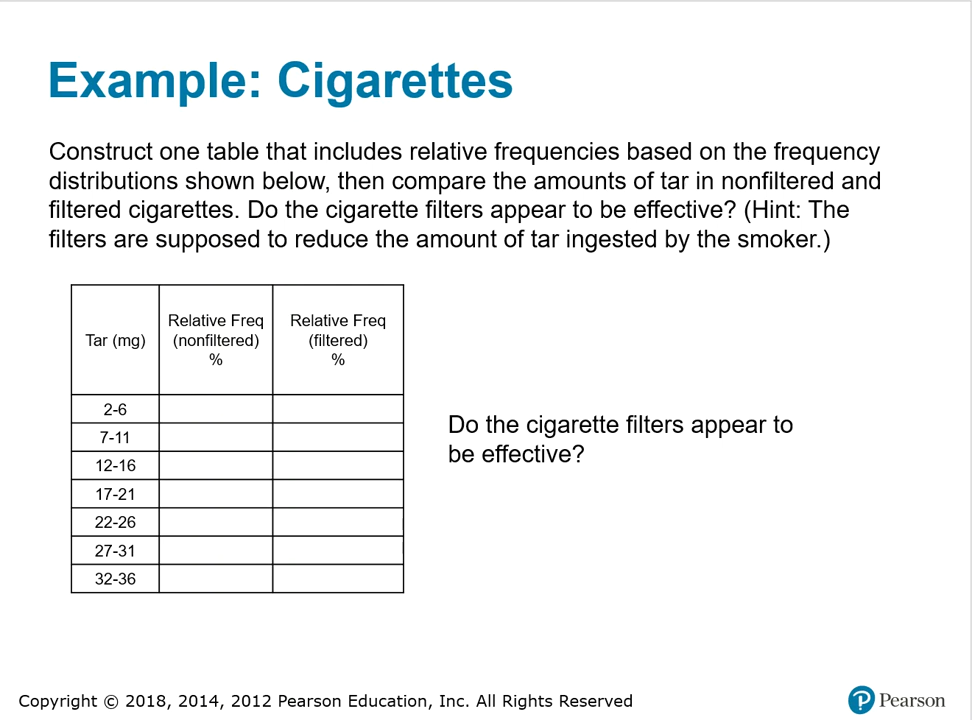 Example: Cigarettes
Construct one table that includes relative frequencies based on the frequency
distributions shown below, then compare the amounts of tar in nonfiltered and
filtered cigarettes. Do the cigarette filters appear to be effective? (Hint: The
filters are supposed to reduce the amount of tar ingested by the smoker.)
Tar (mg)
Relative Freq
(nonfiltered)
%
Relative Freq
(filtered)
%
2-6
7-11
12-16
17-21
22-26
27-31
32-36
Do the cigarette filters appear to
be effective?
Copyright © 2018, 2014, 2012 Pearson Education, Inc. All Rights Reserved
Pearson